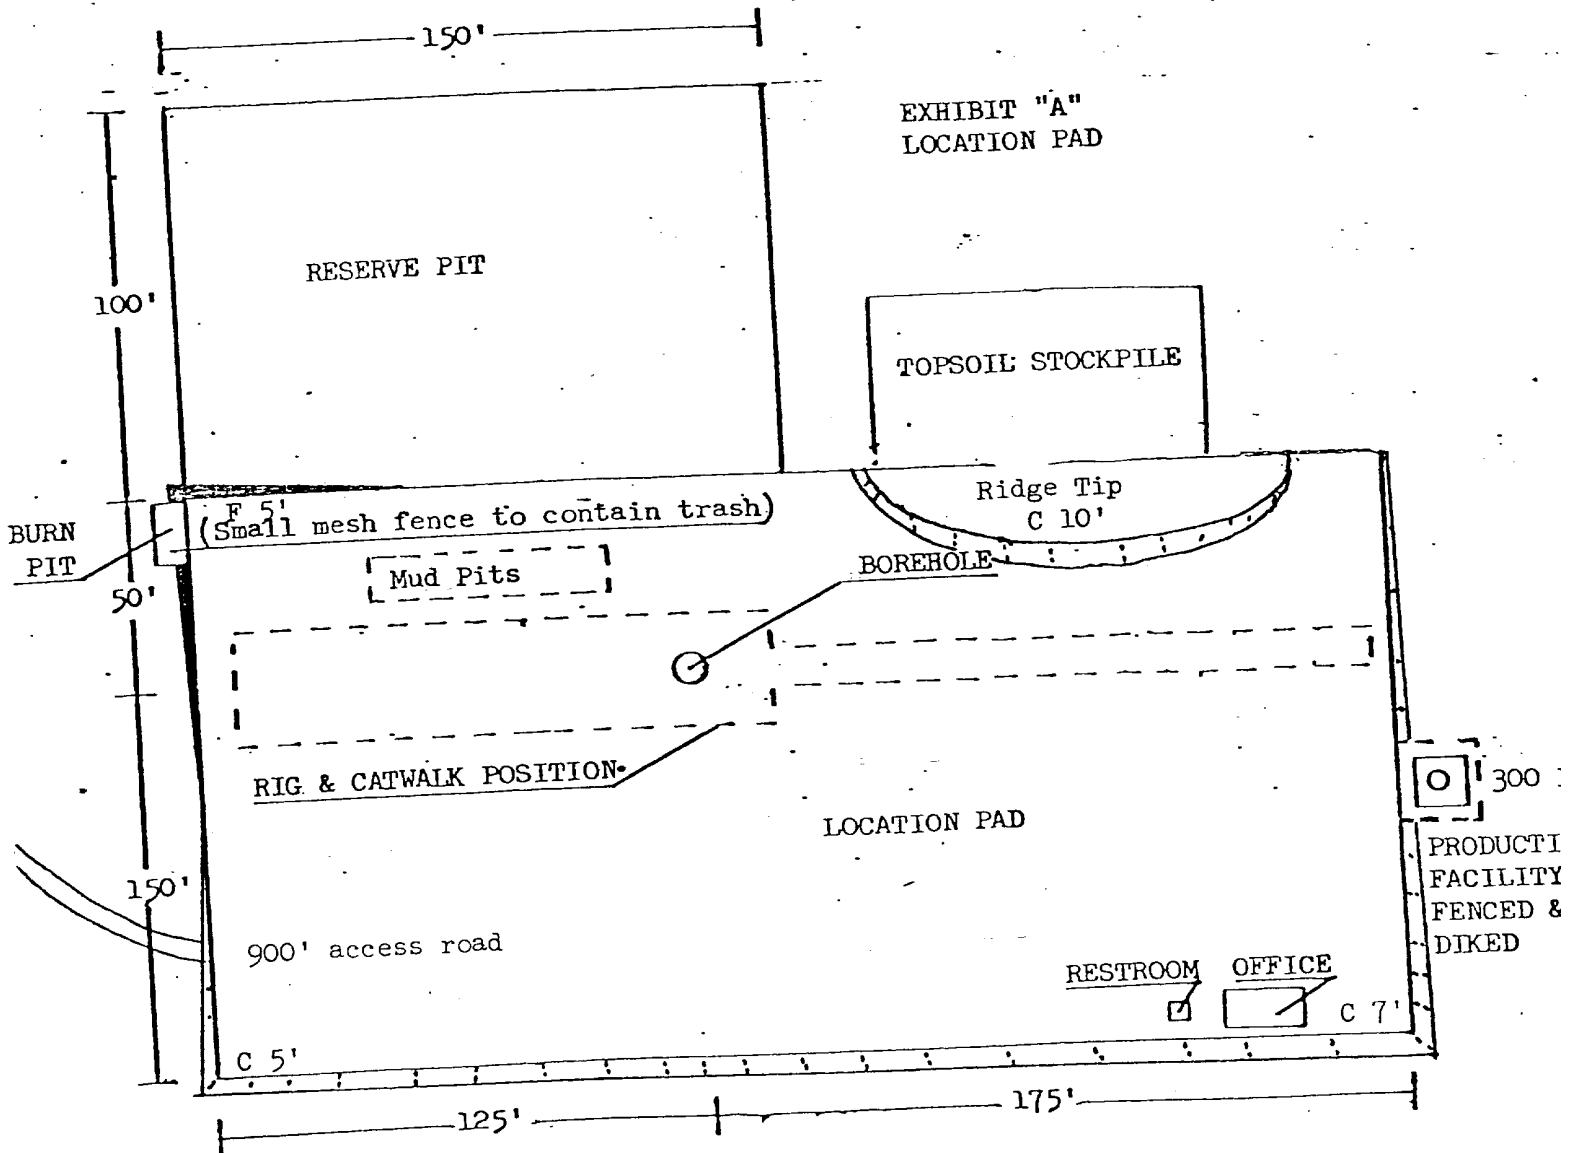 150'
EXHIBIT "A"
LOCATION PAD
RESERVE PIT
100'
TOPSOIL STOCKPILE
Ridge Tip
C 10'
F 5'
(Small mesh fence to contain trash)
BURN
PIT
Mud Pits
BOREHOLE
50'
RIG & CATWALK POSITION
300
LOCATION PAD
PRODUCTI
FACILITY
FENCED &
DIKED
150'
900' access road
RESTROOM
OFFICE
C 7'
C 5'
125'
175'